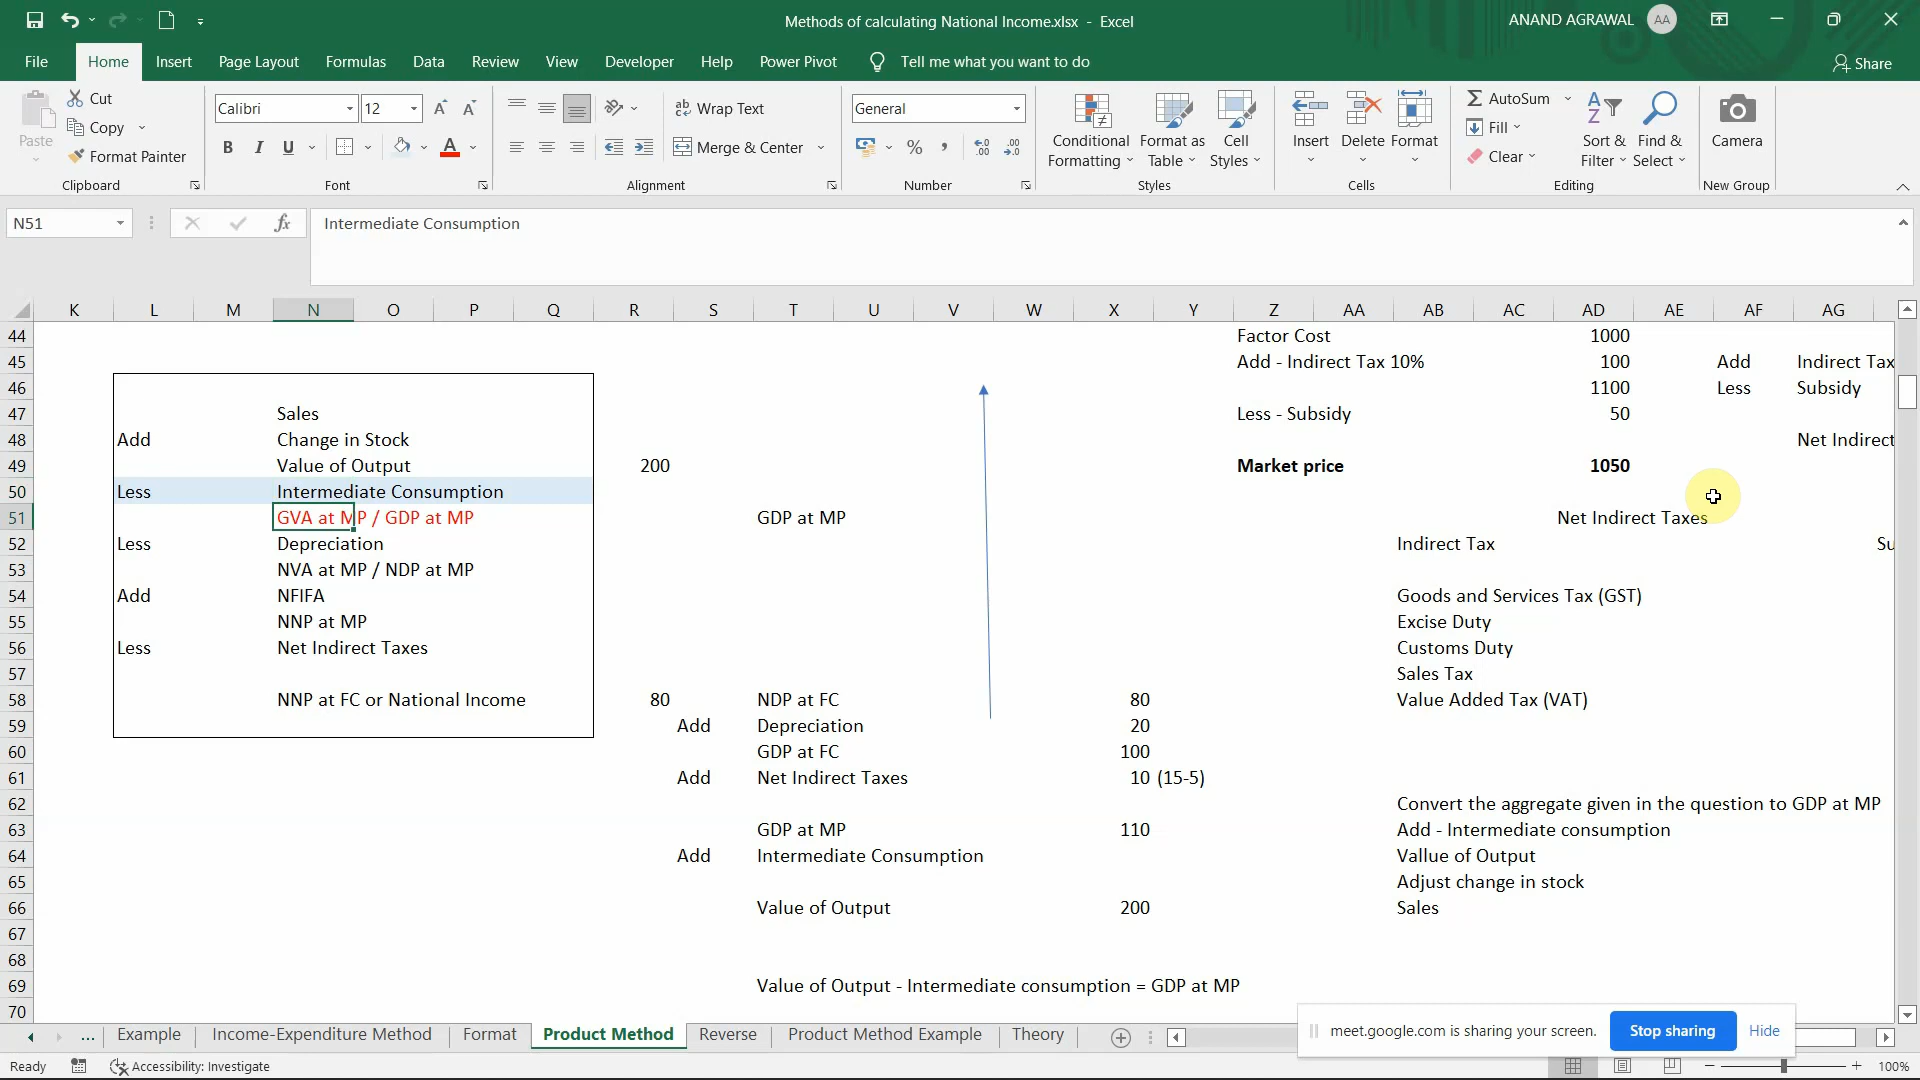 Methods of calculating National Income.xlsx - Excel
ANAND AGRAWAL
AA
File
Home
Insert
Page Layout
Formulas
Data
Review
View
Developer
Help
Power Pivot
Tell me what you want to do
Share
Paste
Cut
Copy
Format Painter
Clipboard
Calibri
12
B I U
Font
Wrap Text
Merge & Center
Alignment
General
Number
Conditional Formatting
Format as Table
Cell Styles
Styles
Insert
Delete
Format
Cells
AutoSum
Fill
Clear
Sort & Filter
Find & Select
Editing
Camera
New Group
N51
fx
Intermediate Consumption
K L M N O P Q R S T U V W X Y Z AA AB AC AD AE AF AG
44 Factor Cost 1000
45 Add - Indirect Tax 10% 100 Add Indirect Tax
46 1100 Less Subsidy
47 Sales Less - Subsidy 50
48 Add Change in Stock Net Indirect
49 Value of Output 200 Market price 1050
50 Less Intermediate Consumption
51 GVA at MP / GDP at MP GDP at MP Net Indirect Taxes
52 Less Depreciation Indirect Tax Su
53 NVA at MP / NDP at MP
54 Add NFIFA Goods and Services Tax (GST)
55 NNP at MP Excise Duty
56 Less Net Indirect Taxes Customs Duty
57 Sales Tax
58 NNP at FC or National Income 80 NDP at FC 80 Value Added Tax (VAT)
59 Add Depreciation 20
60 GDP at FC 100
61 Add Net Indirect Taxes 10 (15-5)
62 Convert the aggregate given in the question to GDP at MP
63 GDP at MP 110 Add - Intermediate consumption
64 Add Intermediate Consumption Vallue of Output
65 Adjust change in stock
66 Value of Output 200 Sales
67
68
69 Value of Output - Intermediate consumption = GDP at MP
70
... Example
Income-Expenditure Method
Format
Product Method
Reverse
Product Method Example
Theory
meet.google.com is sharing your screen.
Stop sharing
Hide
Ready
Accessibility: Investigate
100%